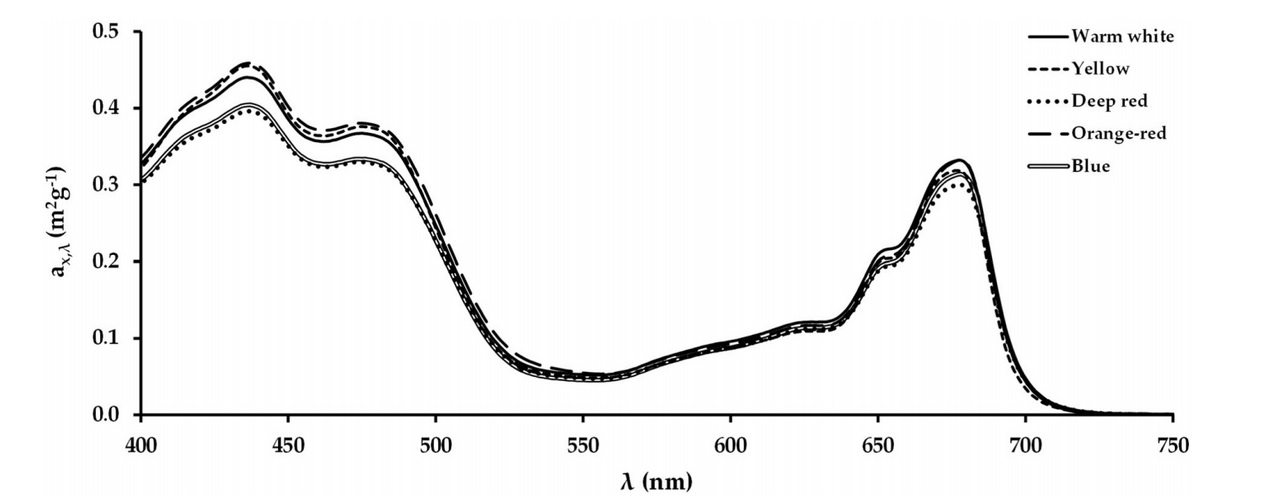 0.5
0.4
0.3
0.2
0.1
0.0
a_x,λ (m²g⁻¹)
400 450 500 550 600 650 700 750
λ (nm)
Warm white
Yellow
Deep red
Orange-red
Blue